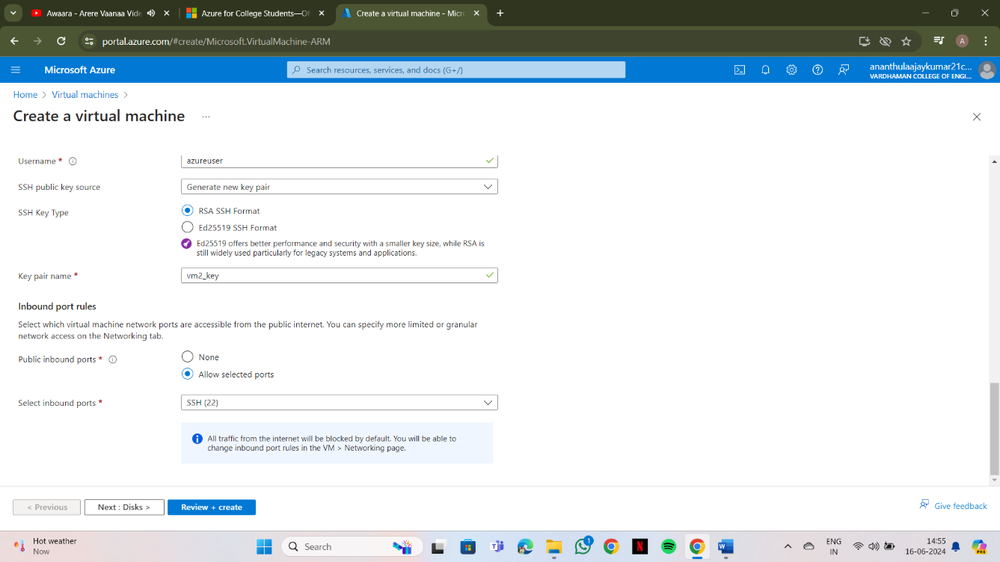 Awaara - Arere Vaanaa Vide
Azure for College Students—Of
Create a virtual machine - Micro
portal.azure.com/#create/Microsoft.VirtualMachine-ARM
A
Microsoft Azure
Search resources, services, and docs (G+/)
ananthulaajaykumar21c...
VARDHAMAN COLLEGE OF ENGI...
Home > Virtual machines >
Create a virtual machine ...
Username *
azureuser
SSH public key source
Generate new key pair
SSH Key Type
RSA SSH Format
Ed25519 SSH Format
Ed25519 offers better performance and security with a smaller key size, while RSA is
still widely used particularly for legacy systems and applications.
Key pair name *
vm2_key
Inbound port rules
Select which virtual machine network ports are accessible from the public internet. You can specify more limited or granular
network access on the Networking tab.
Public inbound ports *
None
Allow selected ports
Select inbound ports *
SSH (22)
All traffic from the internet will be blocked by default. You will be able to
change inbound port rules in the VM > Networking page.
< Previous
Next : Disks >
Review + create
Give feedback
Hot weather
Now
Search
1
ENG
IN
14:55
16-06-2024
PRE